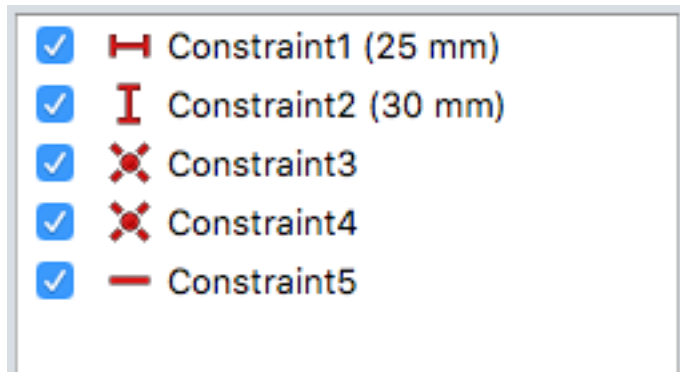 Constraint1 (25 mm)
Constraint2 (30 mm)
Constraint3
Constraint4
Constraint5